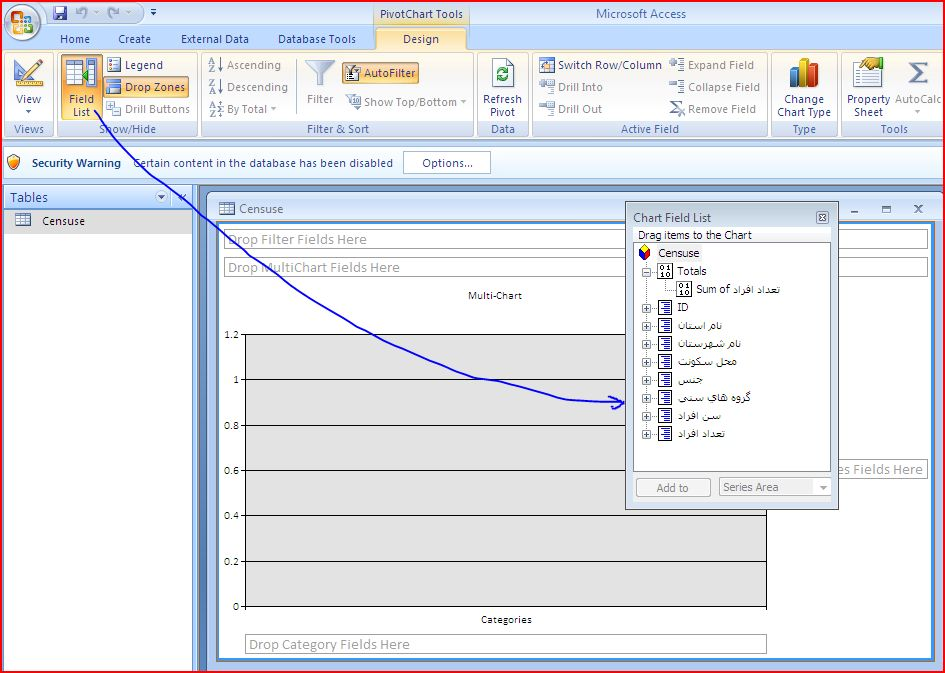 PivotChart Tools
Microsoft Access
Home Create External Data Database Tools Design
View
Views
Field List
Legend
Drop Zones
Drill Buttons
Show/Hide
Ascending
Descending
By Total
Filter
AutoFilter
Show Top/Bottom
Filter & Sort
Refresh Pivot
Data
Switch Row/Column
Drill Into
Drill Out
Expand Field
Collapse Field
Remove Field
Active Field
Change Chart Type
Type
Property Sheet
AutoCalc
Tools
Security Warning Certain content in the database has been disabled Options...
Tables
Censuse
Censuse
Drop Filter Fields Here
Drop MultiChart Fields Here
Multi-Chart
1.2
1
0.8
0.6
0.4
0.2
0
Categories
Drop Category Fields Here
es Fields Here
Chart Field List
Drag items to the Chart
Censuse
Totals
Sum of تعداد افراد
ID
نام استان
نام شهرستان
محل سکونت
جنس
گروه های سنی
سن افراد
تعداد افراد
Add to Series Area